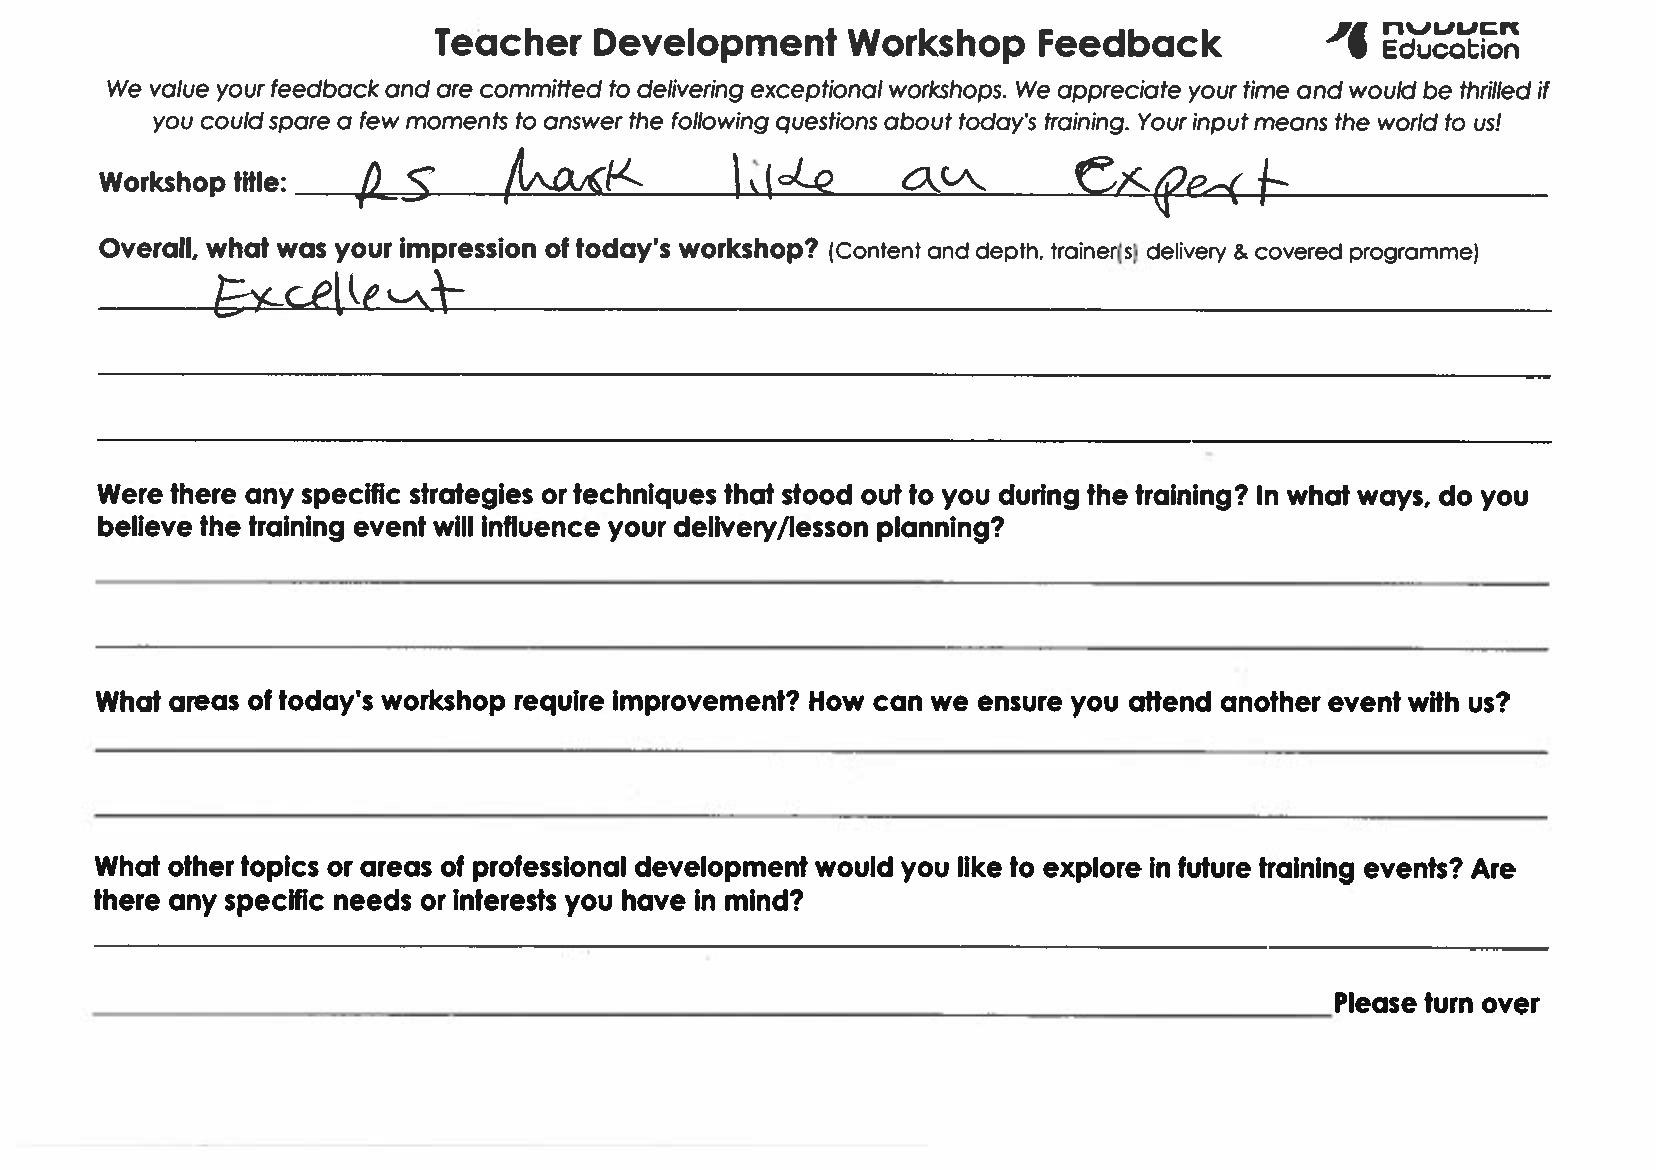 Teacher Development Workshop Feedback
Education
We value your feedback and are committed to delivering exceptional workshops. We appreciate your time and would be thrilled if
you could spare a few moments to answer the following questions about today's training. Your input means the world to us!
Workshop title: RS Mark like an Expert
Overall, what was your impression of today's workshop? (Content and depth, trainer(s) delivery & covered programme)
Excellent
Were there any specific strategies or techniques that stood out to you during the training? In what ways, do you
believe the training event will influence your delivery/lesson planning?
What areas of today's workshop require improvement? How can we ensure you attend another event with us?
What other topics or areas of professional development would you like to explore in future training events? Are
there any specific needs or interests you have in mind?
Please turn over